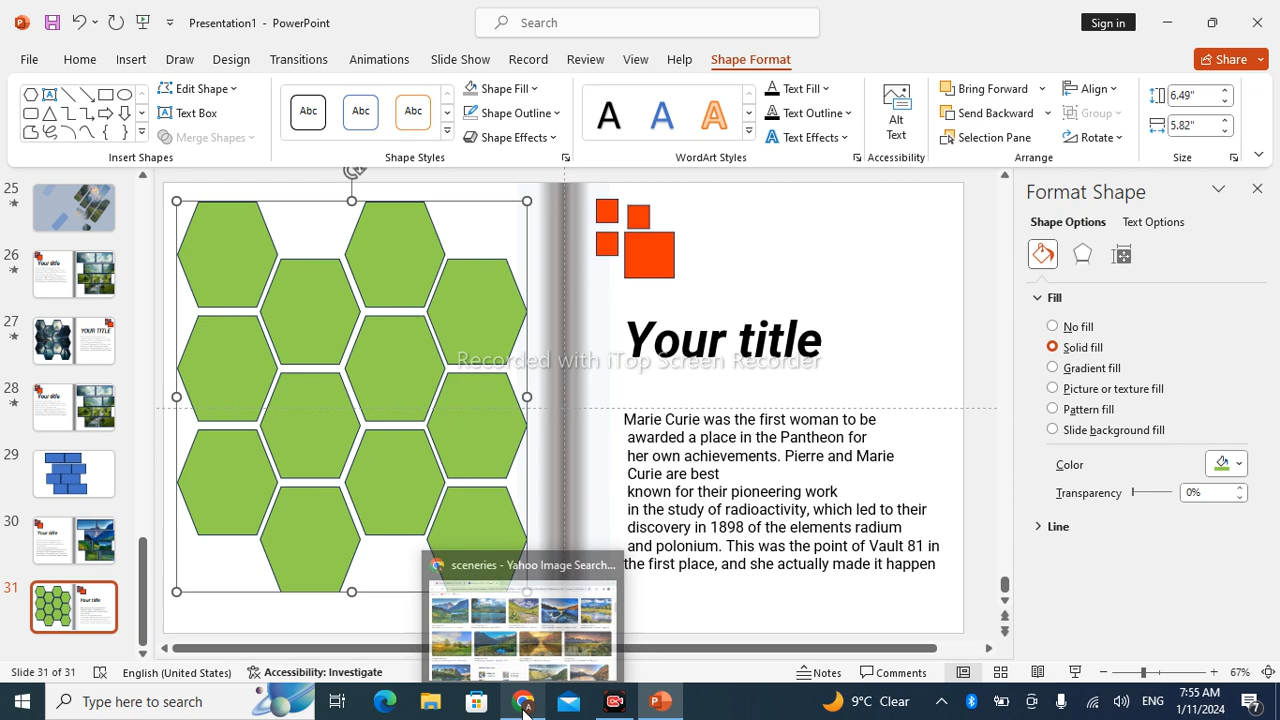 Presentation1 - PowerPoint
Search
Sign in
File Home Insert Draw Design Transitions Animations Slide Show Record Review View Help Shape Format
Share
Edit Shape
Text Box
Merge Shapes
Insert Shapes
Abc Abc Abc
Shape Fill
Shape Outline
Shape Effects
Shape Styles
A A A
Text Fill
Text Outline
Text Effects
WordArt Styles
Alt
Text
Accessibility
Bring Forward
Send Backward
Selection Pane
Align
Group
Rotate
Arrange
6.49"
5.82"
Size
25
26
27
28
29
30
31
Your title
Recorded with iTop Screen Recorder
Marie Curie was the first woman to be
awarded a place in the Pantheon for
her own achievements. Pierre and Marie
Curie are best
known for their pioneering work
in the study of radioactivity, which led to their
discovery in 1898 of the elements radium
and polonium. This was the point of Vault 81 in
the first place, and she actually made it happen
sceneries - Yahoo Image Search...
Format Shape
Shape Options Text Options
Fill
No fill
Solid fill
Gradient fill
Picture or texture fill
Pattern fill
Slide background fill
Color
Transparency 0%
Line
Slide 31 of 31 English (United States) Accessibility: Investigate Notes Comments 67%
Type here to search
9°C Clear ENG 7:55 AM
1/11/2024